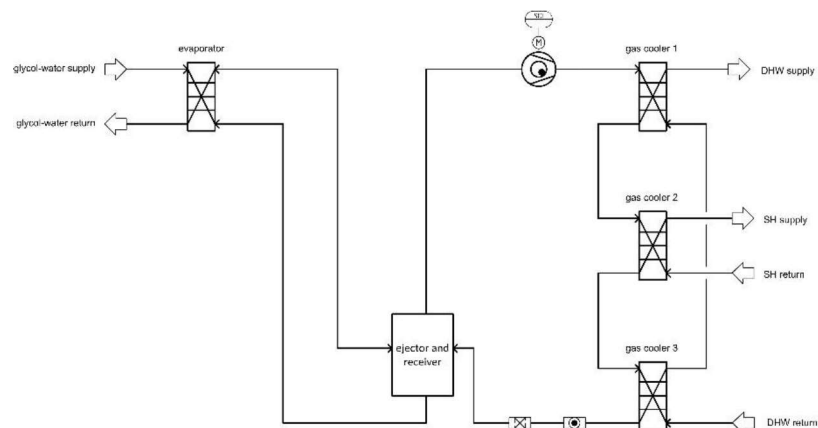 evaporator
gas cooler 1
M
glycol-water supply
DHW supply
glycol-water return
gas cooler 2
SH supply
SH return
ejector and
receiver
gas cooler 3
DHW return